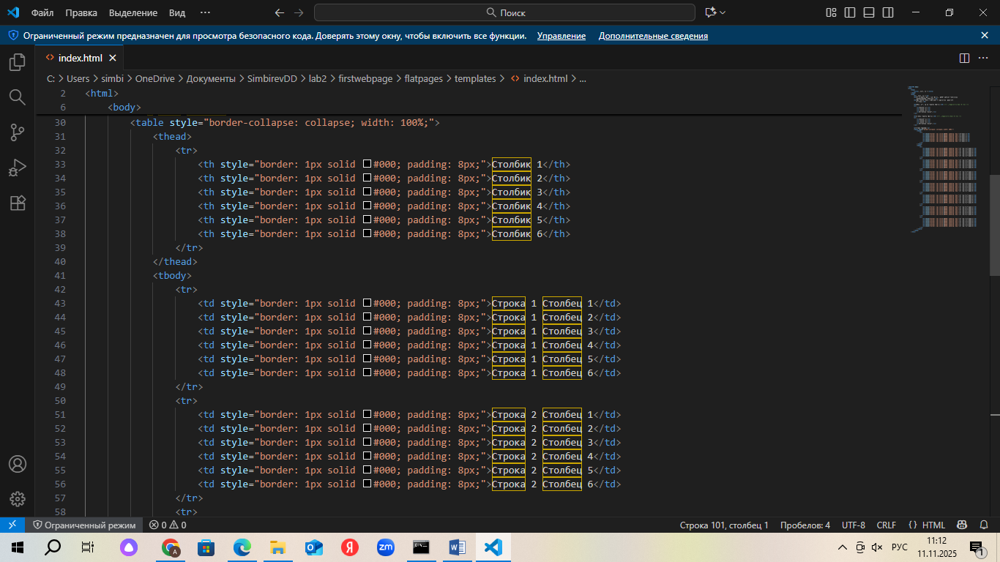 Файл Правка Выделение Вид ··· Поиск
Ограниченный режим предназначен для просмотра безопасного кода. Доверять этому окну, чтобы включить все функции. Управление Дополнительные сведения
index.html
C: > Users > simbi > OneDrive > Документы > SimbirevDD > lab2 > firstwebpage > flatpages > templates > <> index.html > ...
2 <html>
6 <body>
30 <table style="border-collapse: collapse; width: 100%;">
31 <thead>
32 <tr>
33 <th style="border: 1px solid #000; padding: 8px;">Столбик 1</th>
34 <th style="border: 1px solid #000; padding: 8px;">Столбик 2</th>
35 <th style="border: 1px solid #000; padding: 8px;">Столбик 3</th>
36 <th style="border: 1px solid #000; padding: 8px;">Столбик 4</th>
37 <th style="border: 1px solid #000; padding: 8px;">Столбик 5</th>
38 <th style="border: 1px solid #000; padding: 8px;">Столбик 6</th>
39 </tr>
40 </thead>
41 <tbody>
42 <tr>
43 <td style="border: 1px solid #000; padding: 8px;">Строка 1 Столбец 1</td>
44 <td style="border: 1px solid #000; padding: 8px;">Строка 1 Столбец 2</td>
45 <td style="border: 1px solid #000; padding: 8px;">Строка 1 Столбец 3</td>
46 <td style="border: 1px solid #000; padding: 8px;">Строка 1 Столбец 4</td>
47 <td style="border: 1px solid #000; padding: 8px;">Строка 1 Столбец 5</td>
48 <td style="border: 1px solid #000; padding: 8px;">Строка 1 Столбец 6</td>
49 </tr>
50 <tr>
51 <td style="border: 1px solid #000; padding: 8px;">Строка 2 Столбец 1</td>
52 <td style="border: 1px solid #000; padding: 8px;">Строка 2 Столбец 2</td>
53 <td style="border: 1px solid #000; padding: 8px;">Строка 2 Столбец 3</td>
54 <td style="border: 1px solid #000; padding: 8px;">Строка 2 Столбец 4</td>
55 <td style="border: 1px solid #000; padding: 8px;">Строка 2 Столбец 5</td>
56 <td style="border: 1px solid #000; padding: 8px;">Строка 2 Столбец 6</td>
57 </tr>
58 <tr>
Ограниченный режим 0 0 Строка 101, столбец 1 Пробелов: 4 UTF-8 CRLF {} HTML
A Я zm РУС 11:12
11.11.2025 1